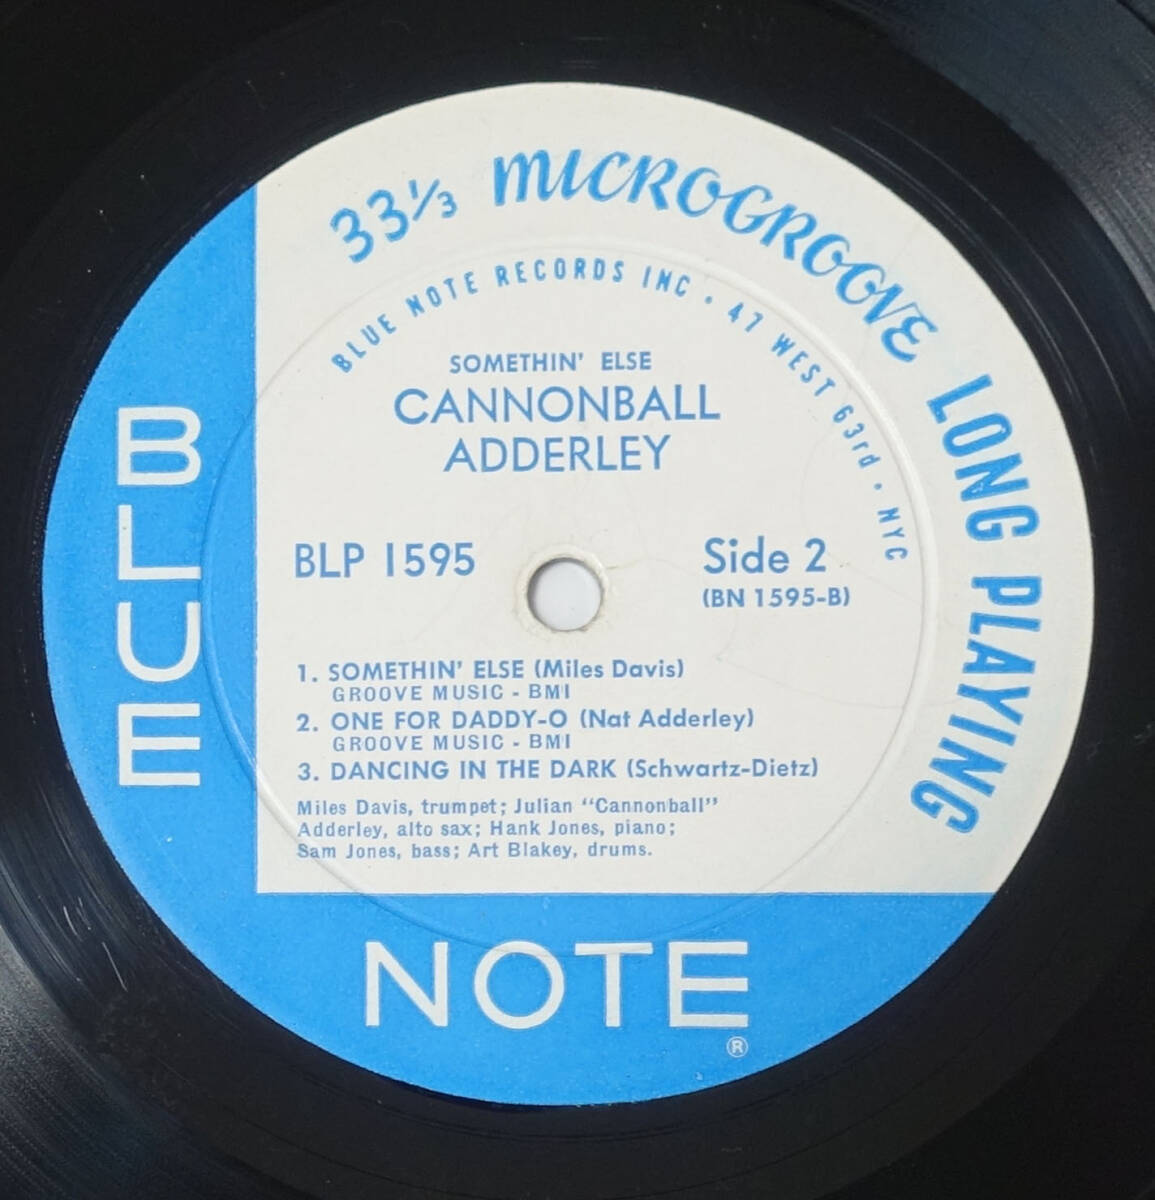 33⅓ MICROGROOVE LONG PLAYING
BLUE NOTE RECORDS INC • 47 WEST 63rd • NYC
SOMETHIN' ELSE
CANNONBALL
ADDERLEY
BLP 1595
Side 2
(BN 1595-B)
1. SOMETHIN' ELSE (Miles Davis)
GROOVE MUSIC - BMI
2. ONE FOR DADDY-O (Nat Adderley)
GROOVE MUSIC - BMI
3. DANCING IN THE DARK (Schwartz-Dietz)
Miles Davis, trumpet; Julian "Cannonball"
Adderley, alto sax; Hank Jones, piano;
Sam Jones, bass; Art Blakey, drums.
BLUE
NOTE
®